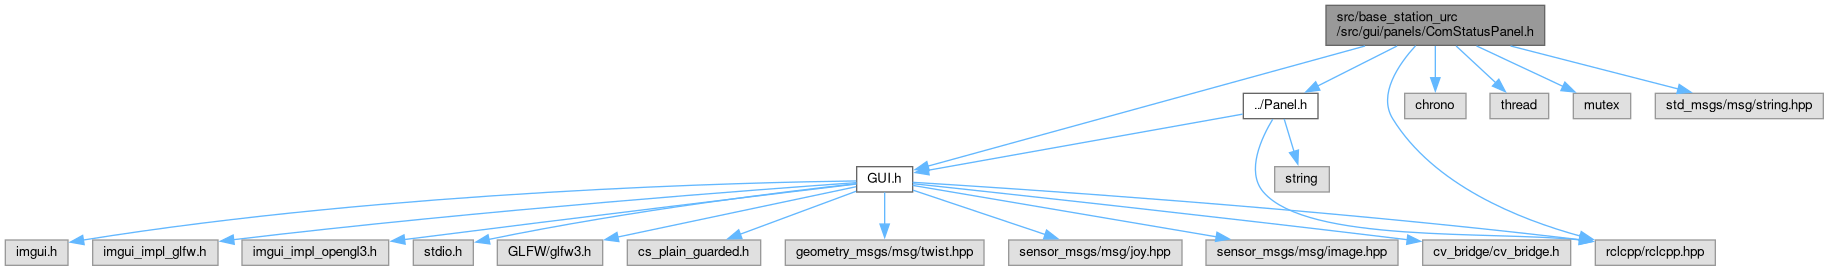 src/base_station_urc
/src/gui/panels/ComStatusPanel.h
../Panel.h
chrono
thread
mutex
std_msgs/msg/string.hpp
GUI.h
string
imgui.h
imgui_impl_glfw.h
imgui_impl_opengl3.h
stdio.h
GLFW/glfw3.h
cs_plain_guarded.h
geometry_msgs/msg/twist.hpp
sensor_msgs/msg/joy.hpp
sensor_msgs/msg/image.hpp
cv_bridge/cv_bridge.h
rclcpp/rclcpp.hpp